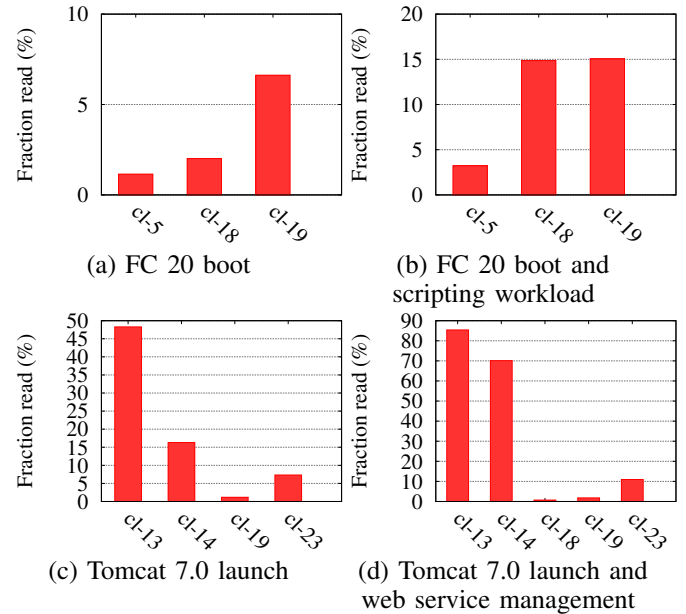 Fraction read (%)
10
5
0
cl-5
cl-18
cl-19
(a) FC 20 boot
Fraction read (%)
20
15
10
5
0
cl-5
cl-18
cl-19
(b) FC 20 boot and
scripting workload
Fraction read (%)
50
45
40
35
30
25
20
15
10
5
0
cl-13
cl-14
cl-19
cl-23
(c) Tomcat 7.0 launch
Fraction read (%)
90
80
70
60
50
40
30
20
10
0
cl-13
cl-14
cl-18
cl-19
cl-23
(d) Tomcat 7.0 launch and
web service management